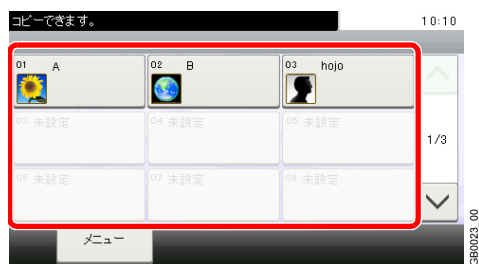 コピーできます。 10:10
01 A 02 B 03 hojo
03 未設定 04 未設定 05 未設定
1/3
06 未設定 07 未設定 08 未設定
メニュー
GB0023_00